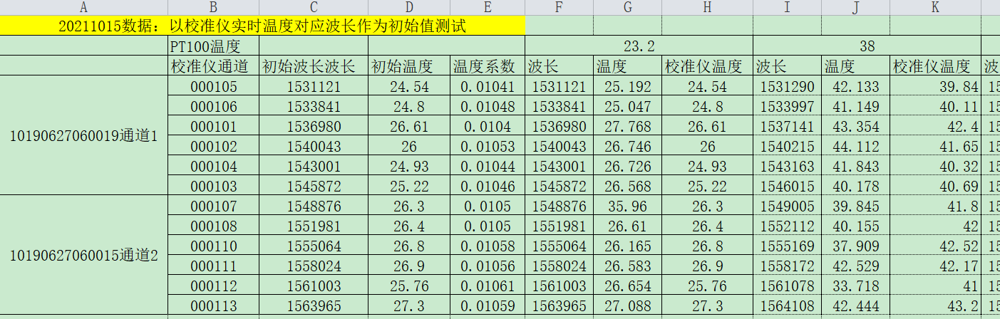 A B C D E F G H I J K
20211015数据：以校准仪实时温度对应波长作为初始值测试
PT100温度 23.2 38
校准仪通道 初始波长波长 初始温度 温度系数 波长 温度 校准仪温度 波长 温度 校准仪温度 波
000105 1531121 24.54 0.01041 1531121 25.192 24.54 1531290 42.133 39.84 15
000106 1533841 24.8 0.01048 1533841 25.047 24.8 1533997 41.149 40.11 15
000101 1536980 26.61 0.0104 1536980 27.768 26.61 1537141 43.354 42.4 15
10190627060019通道1
000102 1540043 26 0.01053 1540043 26.746 26 1540215 44.112 41.65 15
000104 1543001 24.93 0.01044 1543001 26.726 24.93 1543163 41.843 40.32 15
000103 1545872 25.22 0.01046 1545872 26.568 25.22 1546015 40.178 40.69 15
000107 1548876 26.3 0.0105 1548876 35.96 26.3 1549005 39.845 41.8 15
000108 1551981 26.4 0.0105 1551981 26.61 26.4 1552112 40.155 42 15
000110 1555064 26.8 0.01058 1555064 26.165 26.8 1555169 37.909 42.52 15
10190627060015通道2
000111 1558024 26.9 0.01056 1558024 26.583 26.9 1558172 42.529 42.17 15
000112 1561003 25.76 0.01061 1561003 26.654 25.76 1561078 33.718 41 15
000113 1563965 27.3 0.01059 1563965 27.088 27.3 1564108 42.444 43.2 15